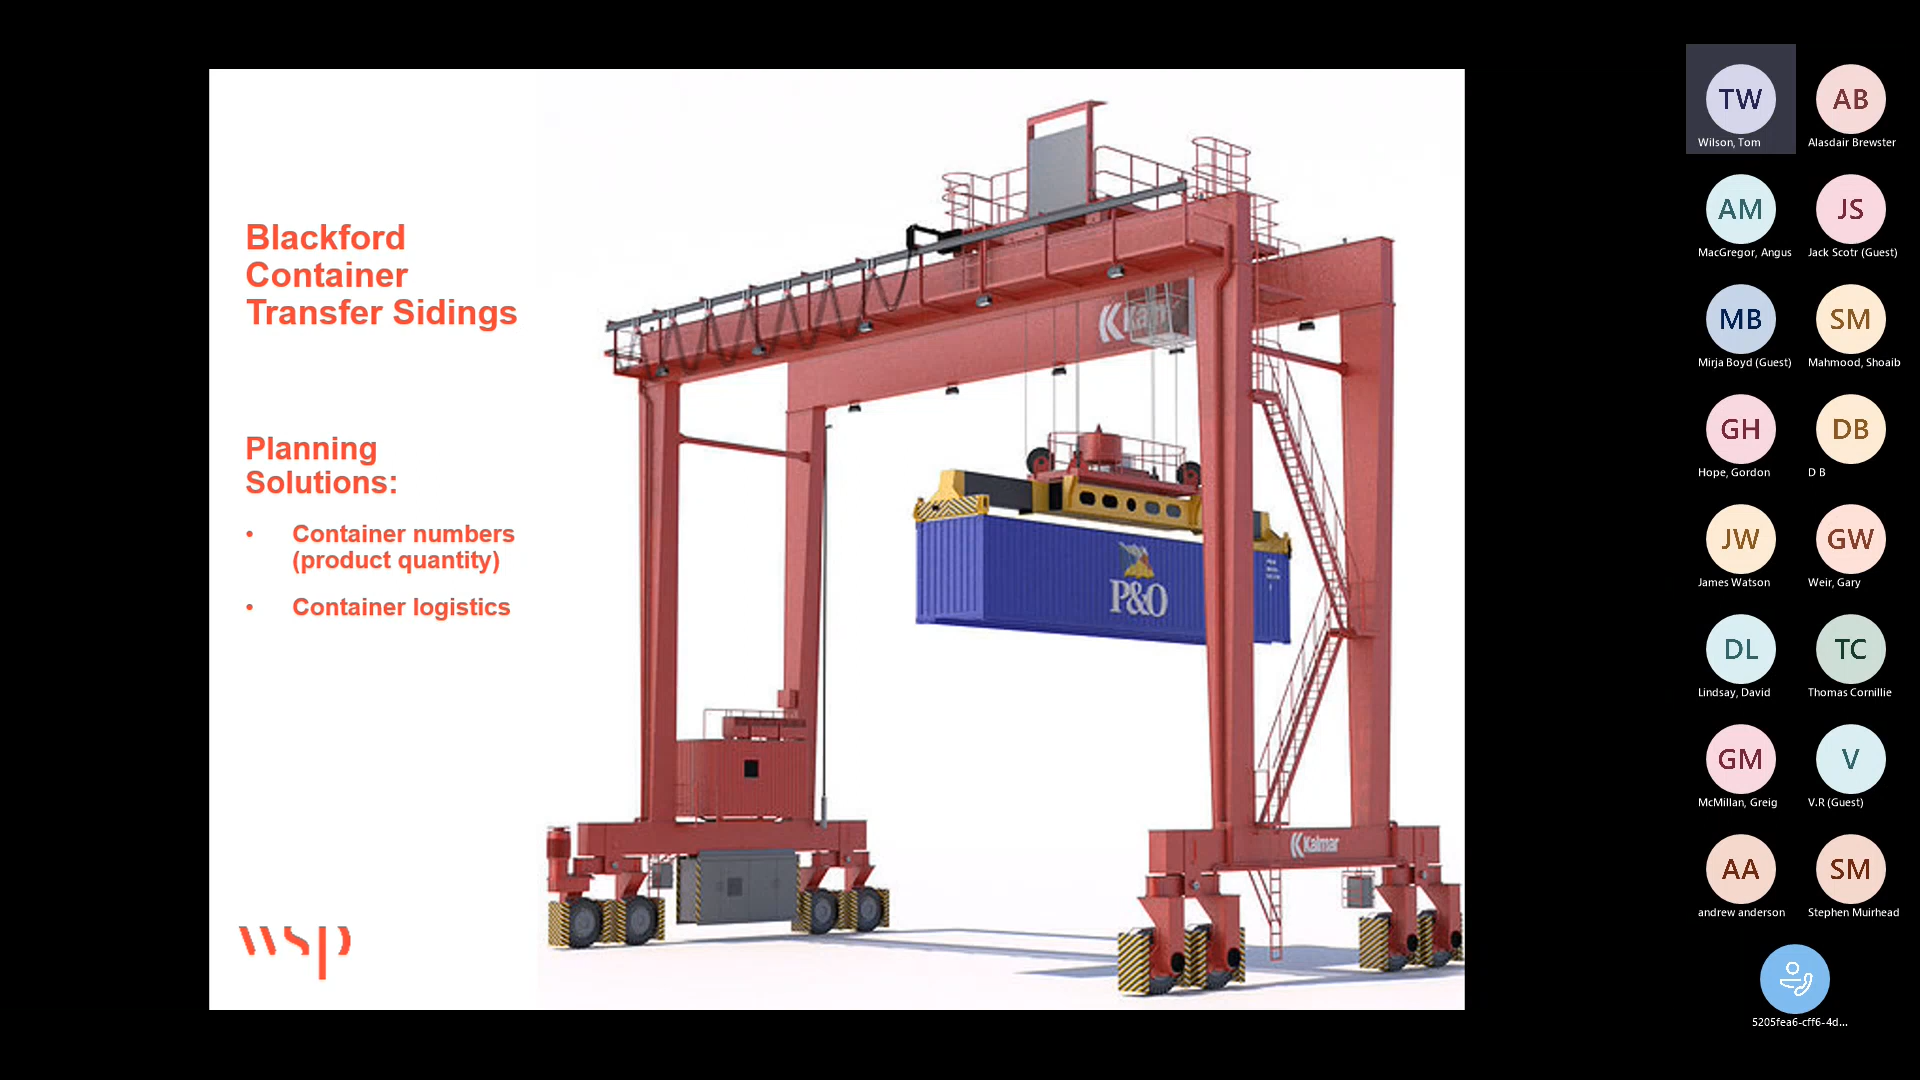 Blackford
Container
Transfer Sidings
Planning
Solutions:
• Container numbers
(product quantity)
• Container logistics
wsp
Kalmar
P&O
Kalmar
TW
Wilson, Tom
AB
Alasdair Brewster
AM
MacGregor, Angus
JS
Jack Scotr (Guest)
MB
Mirja Boyd (Guest)
SM
Mahmood, Shoaib
GH
Hope, Gordon
DB
D B
JW
James Watson
GW
Weir, Gary
DL
Lindsay, David
TC
Thomas Cornillie
GM
McMillan, Greig
V
V.R (Guest)
AA
andrew anderson
SM
Stephen Muirhead
5205fea6-cff6-4d...